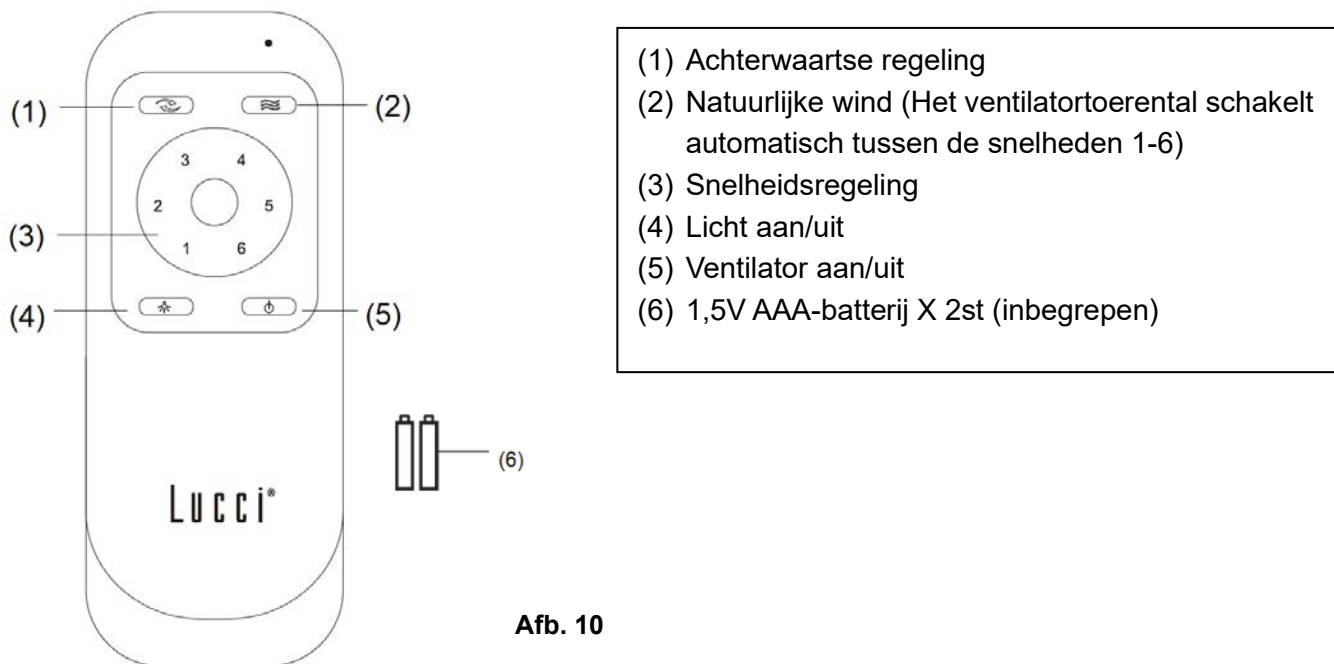 (1) Achterwaartse regeling
(2) Natuurlijke wind (Het ventilatortoerental schakelt
automatisch tussen de snelheden 1-6)
(3) Snelheidsregeling
(4) Licht aan/uit
(5) Ventilator aan/uit
(6) 1,5V AAA-batterij X 2st (inbegrepen)
(1)
(2)
3 4
2 5
(3)
1 6
(4)
(5)
(6)
Lucci®
Afb. 10